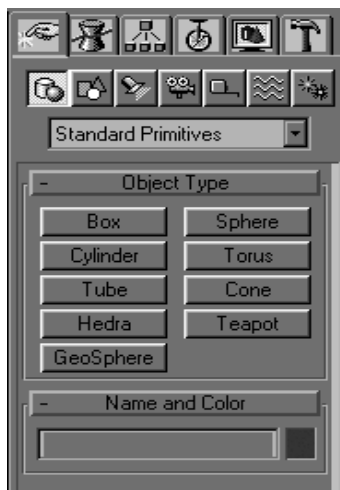 Standard Primitives
- Object Type
Box Sphere
Cylinder Torus
Tube Cone
Hedra Teapot
GeoSphere
- Name and Color